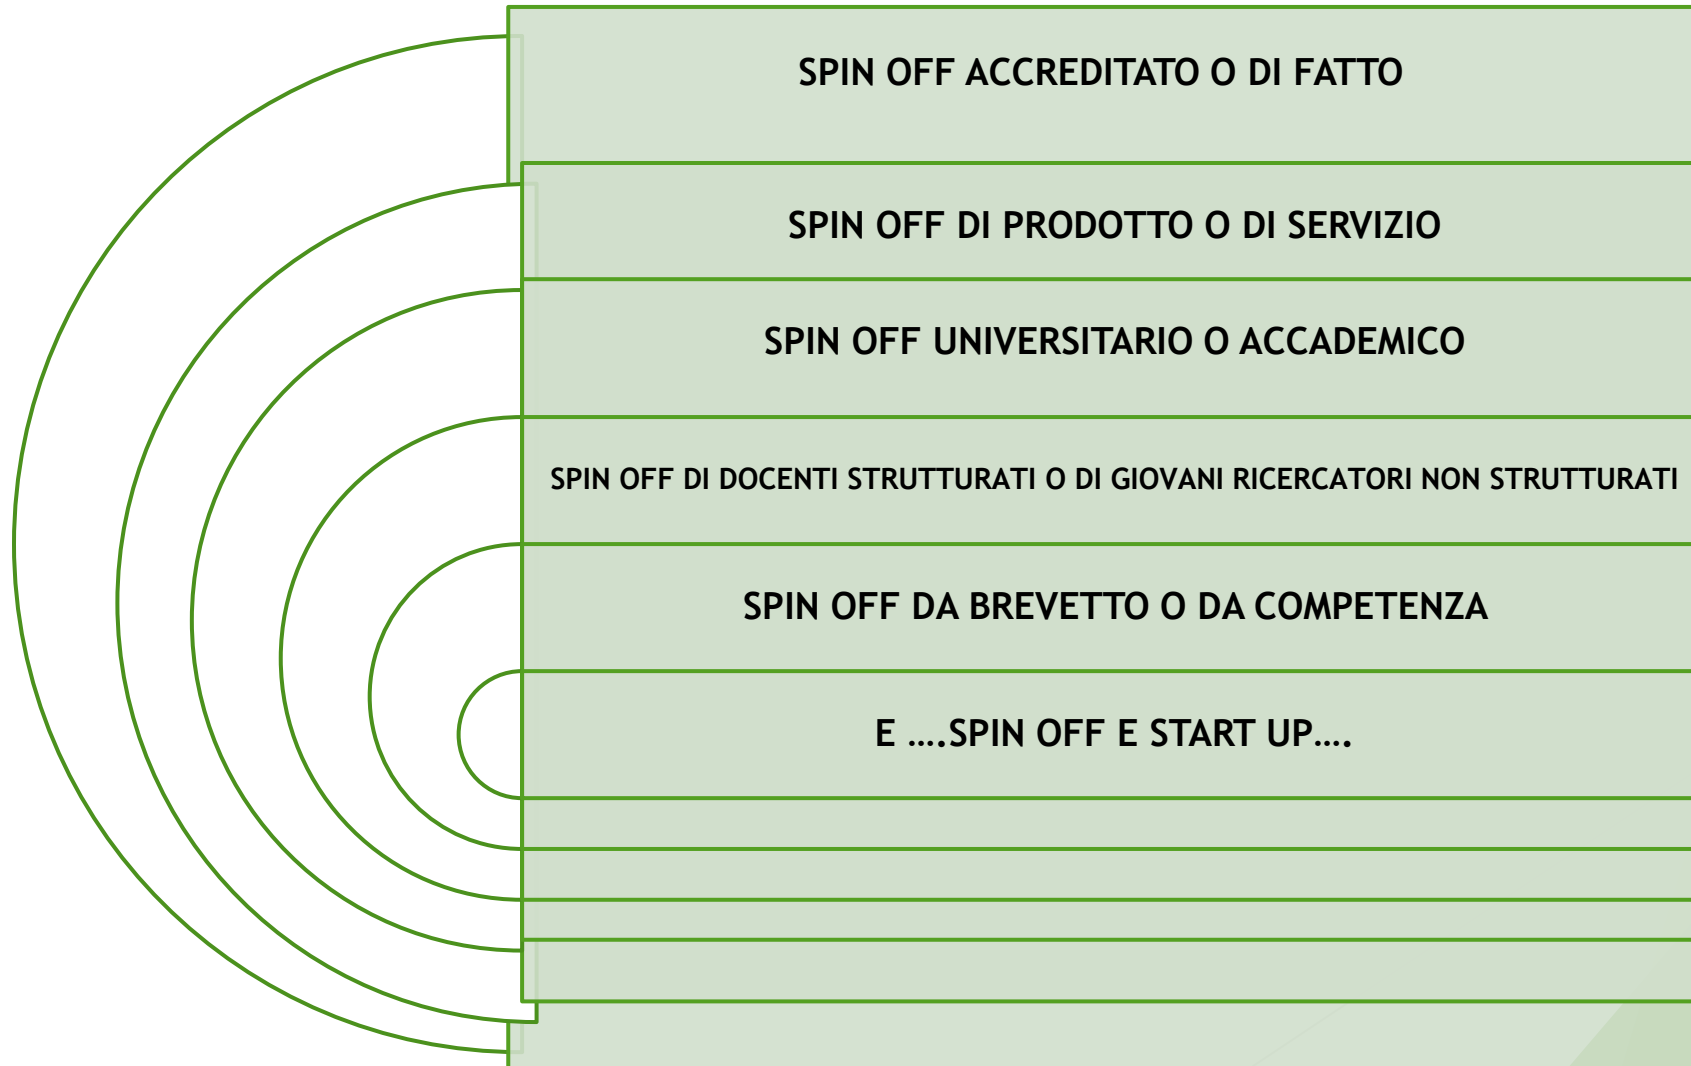 SPIN OFF ACCREDITATO O DI FATTO
SPIN OFF DI PRODOTTO O DI SERVIZIO
SPIN OFF UNIVERSITARIO O ACCADEMICO
SPIN OFF DI DOCENTI STRUTTURATI O DI GIOVANI RICERCATORI NON STRUTTURATI
SPIN OFF DA BREVETTO O DA COMPETENZA
E ….SPIN OFF E START UP….